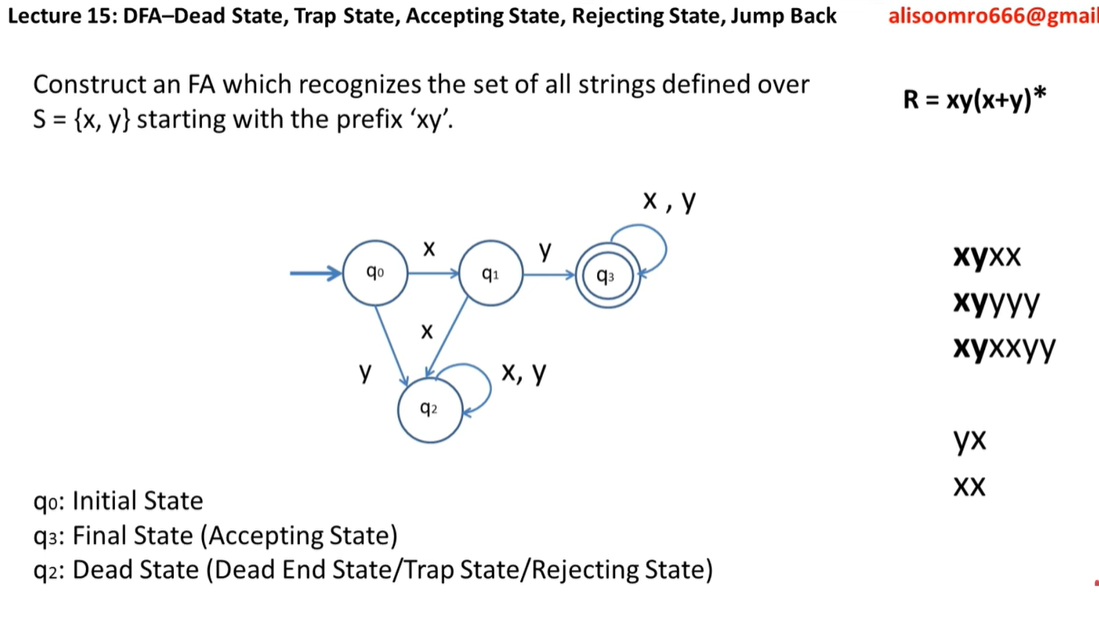 Lecture 15: DFA–Dead State, Trap State, Accepting State, Rejecting State, Jump Back
alisoomro666@gmail
Construct an FA which recognizes the set of all strings defined over
S = {x, y} starting with the prefix ‘xy’.
R = xy(x+y)*
x , y
x
y
q0
q1
q3
x
y
x, y
q2
xyxx
xyyyy
xyxxyy
yx
xx
q0: Initial State
q3: Final State (Accepting State)
q2: Dead State (Dead End State/Trap State/Rejecting State)